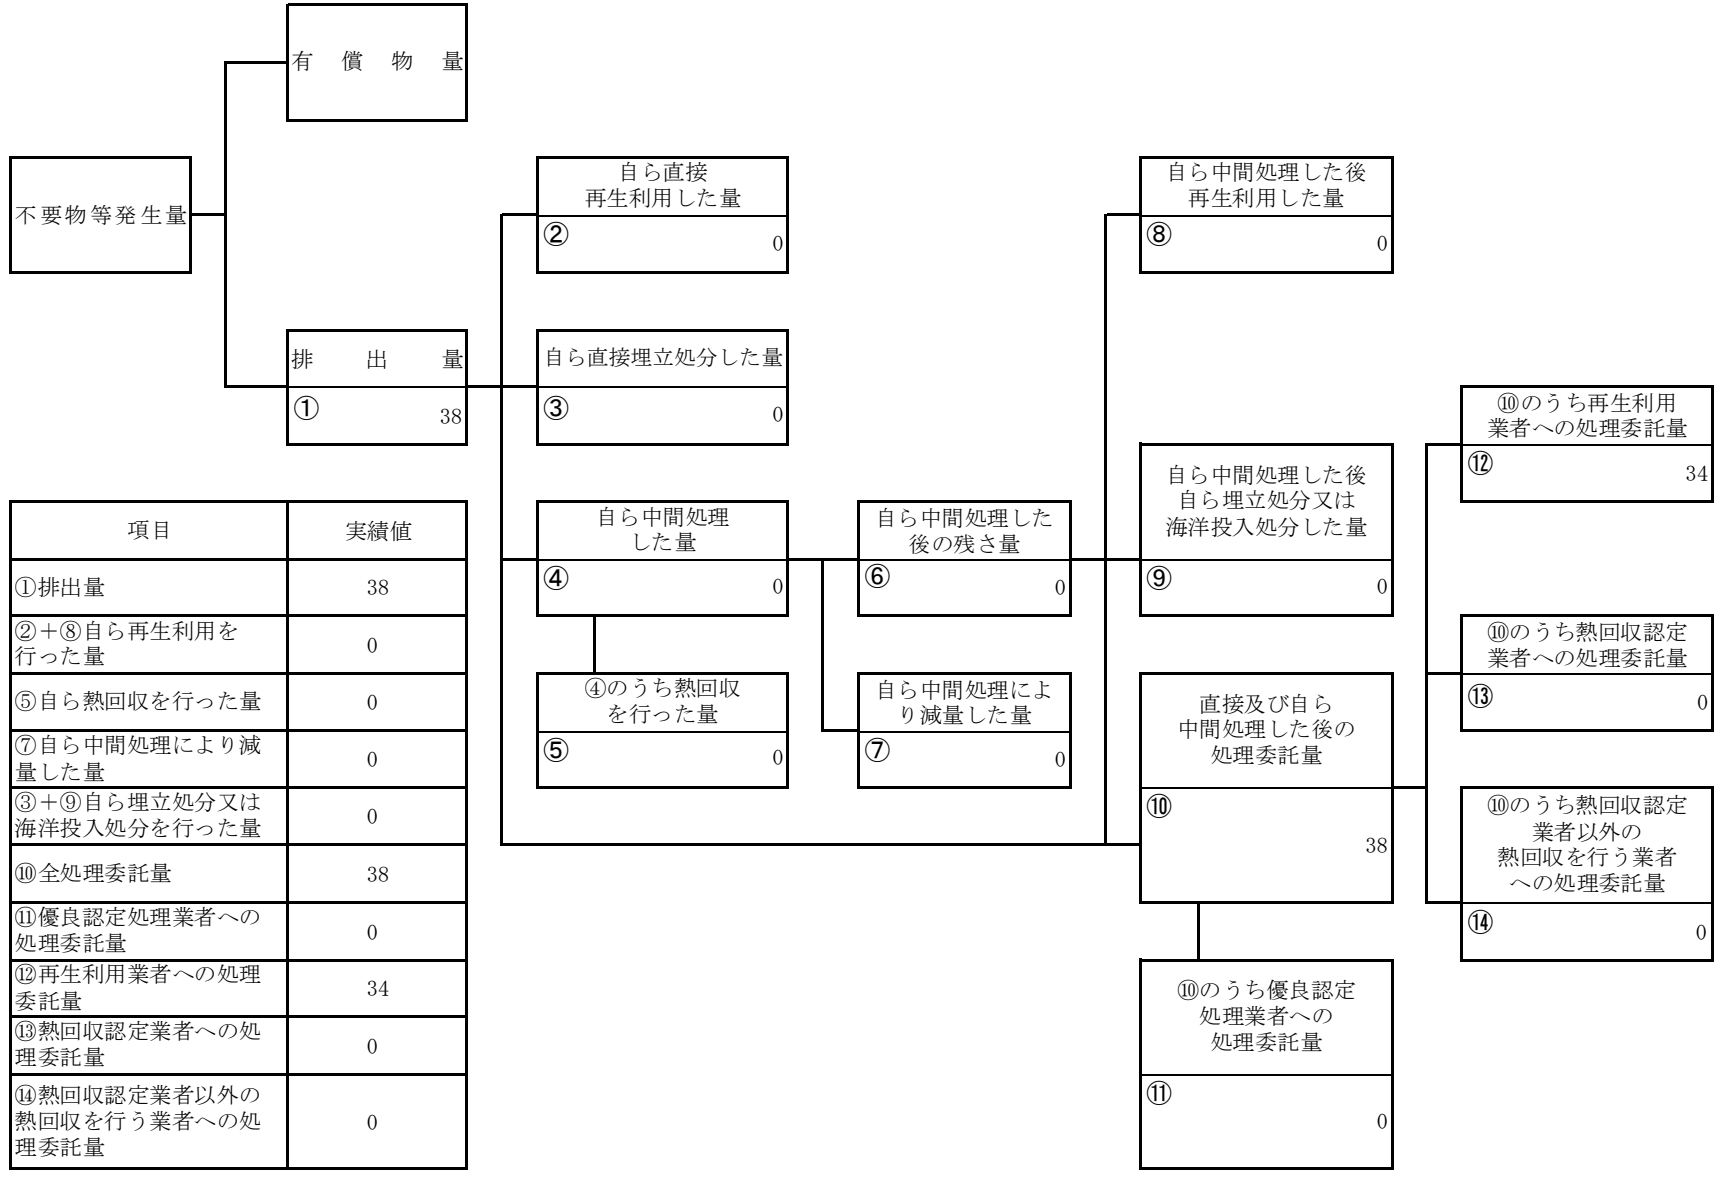 有償物量
不要物等発生量
排出量
①
38
自ら直接
再生利用した量
②
0
自ら直接埋立処分した量
③
0
自ら中間処理
した量
④
0
④のうち熱回収
を行った量
⑤
0
自ら中間処理した
後の残さ量
⑥
0
自ら中間処理によ
り減量した量
⑦
0
自ら中間処理した後
再生利用した量
⑧
0
自ら中間処理した後
自ら埋立処分又は
海洋投入処分した量
⑨
0
直接及び自ら
中間処理した後の
処理委託量
⑩
38
⑩のうち優良認定
処理業者への
処理委託量
⑪
0
⑩のうち再生利用
業者への処理委託量
⑫
34
⑩のうち熱回収認定
業者への処理委託量
⑬
0
⑩のうち熱回収認定
業者以外の
熱回収を行う業者
への処理委託量
⑭
0
項目
実績値
①排出量
38
②＋⑧自ら再生利用を
行った量
0
⑤自ら熱回収を行った量
0
⑦自ら中間処理により減
量した量
0
③＋⑨自ら埋立処分又は
海洋投入処分を行った量
0
⑩全処理委託量
38
⑪優良認定処理業者への
処理委託量
0
⑫再生利用業者への処理
委託量
34
⑬熱回収認定業者への処
理委託量
0
⑭熱回収認定業者以外の
熱回収を行う業者への処
理委託量
0